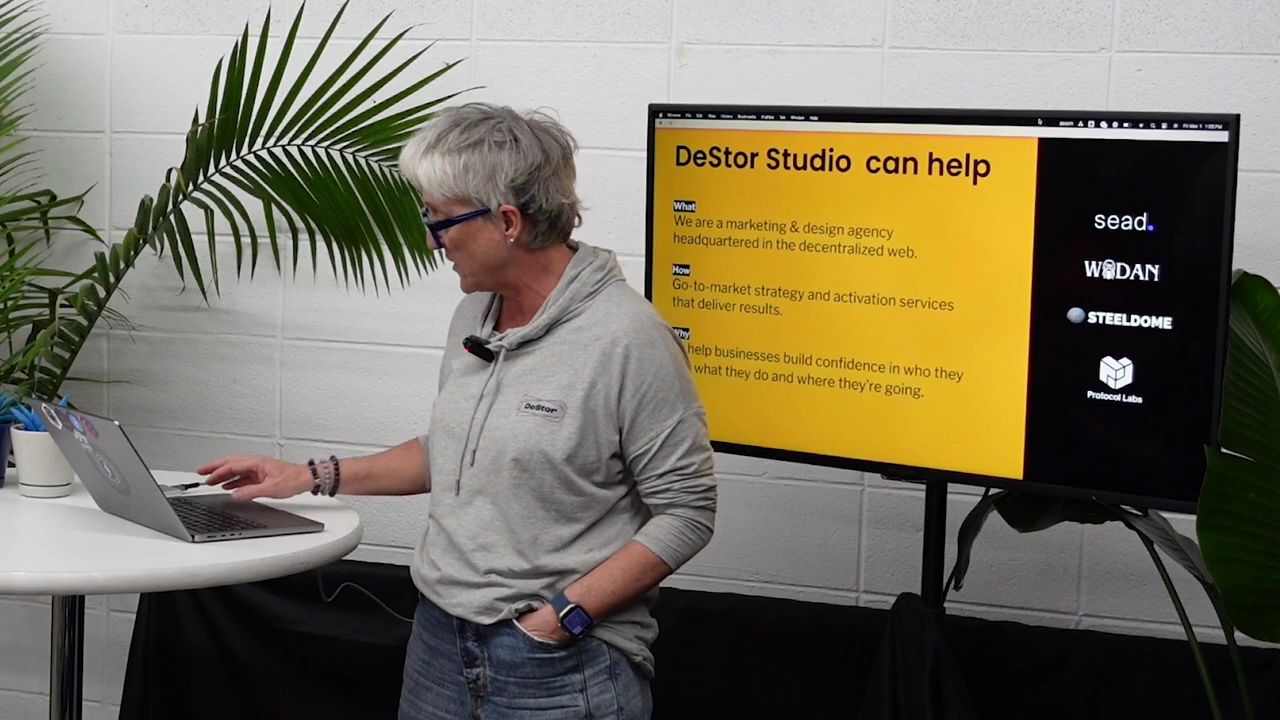 DeStor Studio can help
What
We are a marketing & design agency
headquartered in the decentralized web.
How
Go-to-market strategy and activation services
that deliver results.
Why
help businesses build confidence in who they
what they do and where they're going.
sead.
WODAN
STEELDOME
Protocol Labs
DeStor